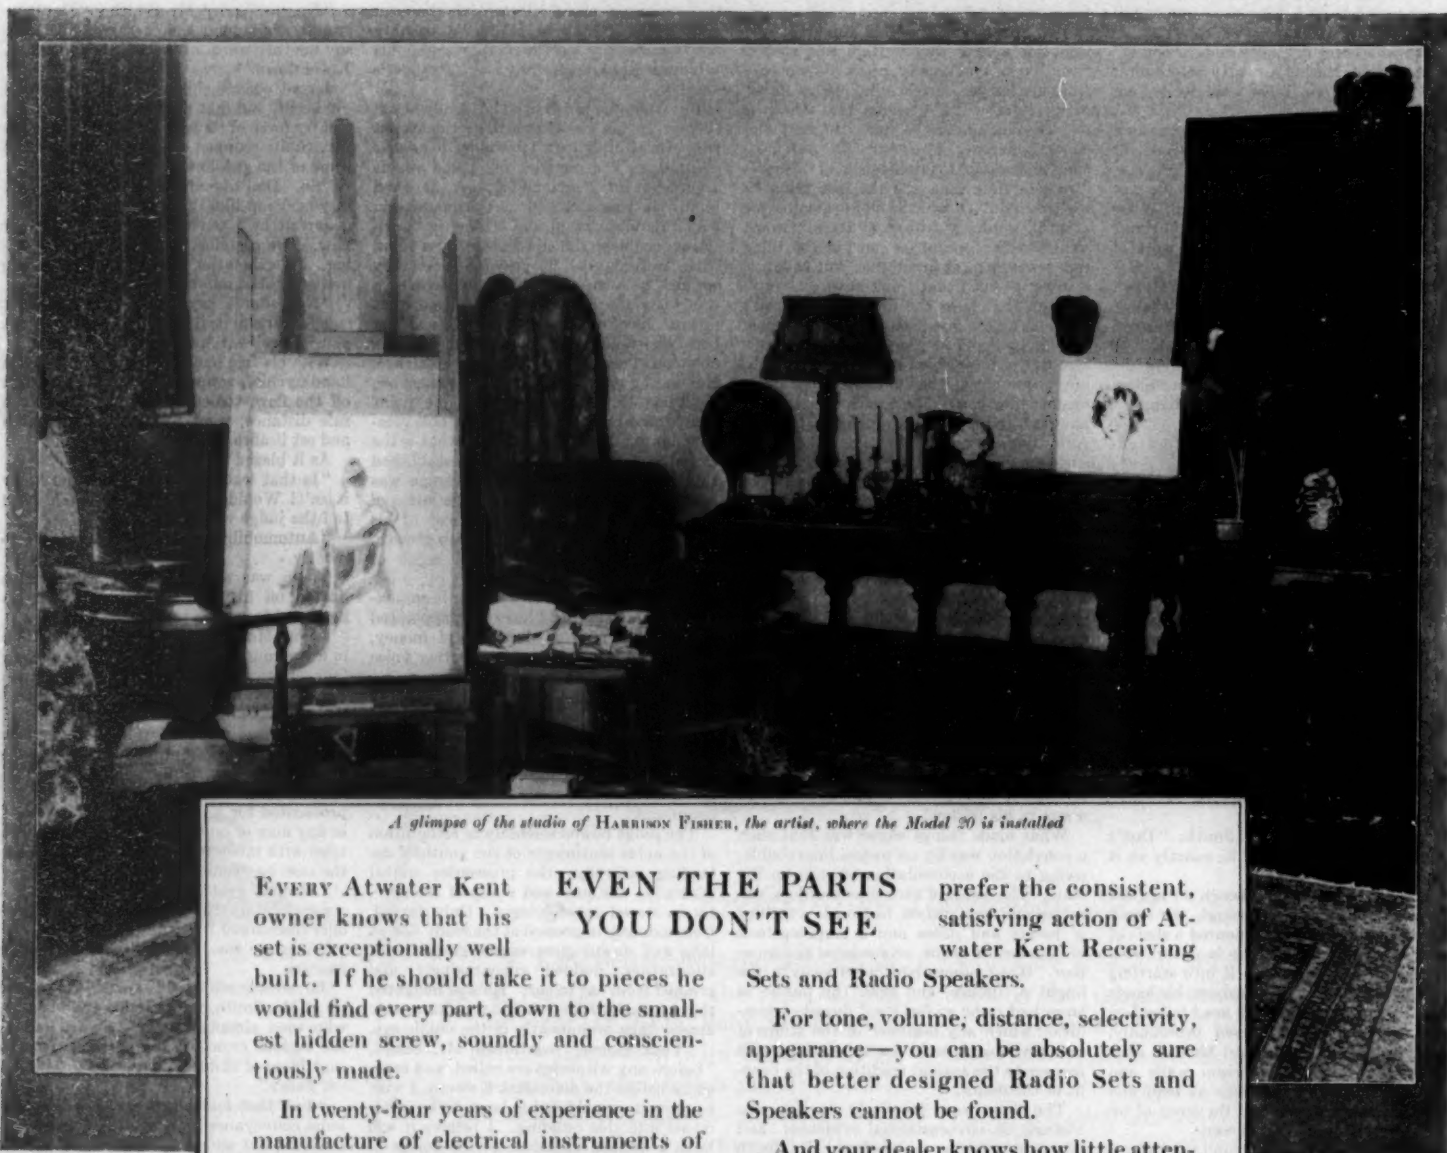 A glimpse of the studio of HARRISON FISHER, the artist, where the Model 20 is installed
EVEN THE PARTS
YOU DON'T SEE
EVERY Atwater Kent
owner knows that his
set is exceptionally well
built. If he should take it to pieces he
would find every part, down to the small-
est hidden screw, soundly and conscien-
tiously made.
In twenty-four years of experience in the
manufacture of electrical instruments of
prefer the consistent,
satisfying action of At-
water Kent Receiving
Sets and Radio Speakers.
For tone, volume, distance, selectivity,
appearance—you can be absolutely sure
that better designed Radio Sets and
Speakers cannot be found.
And your dealer knows how little atten-